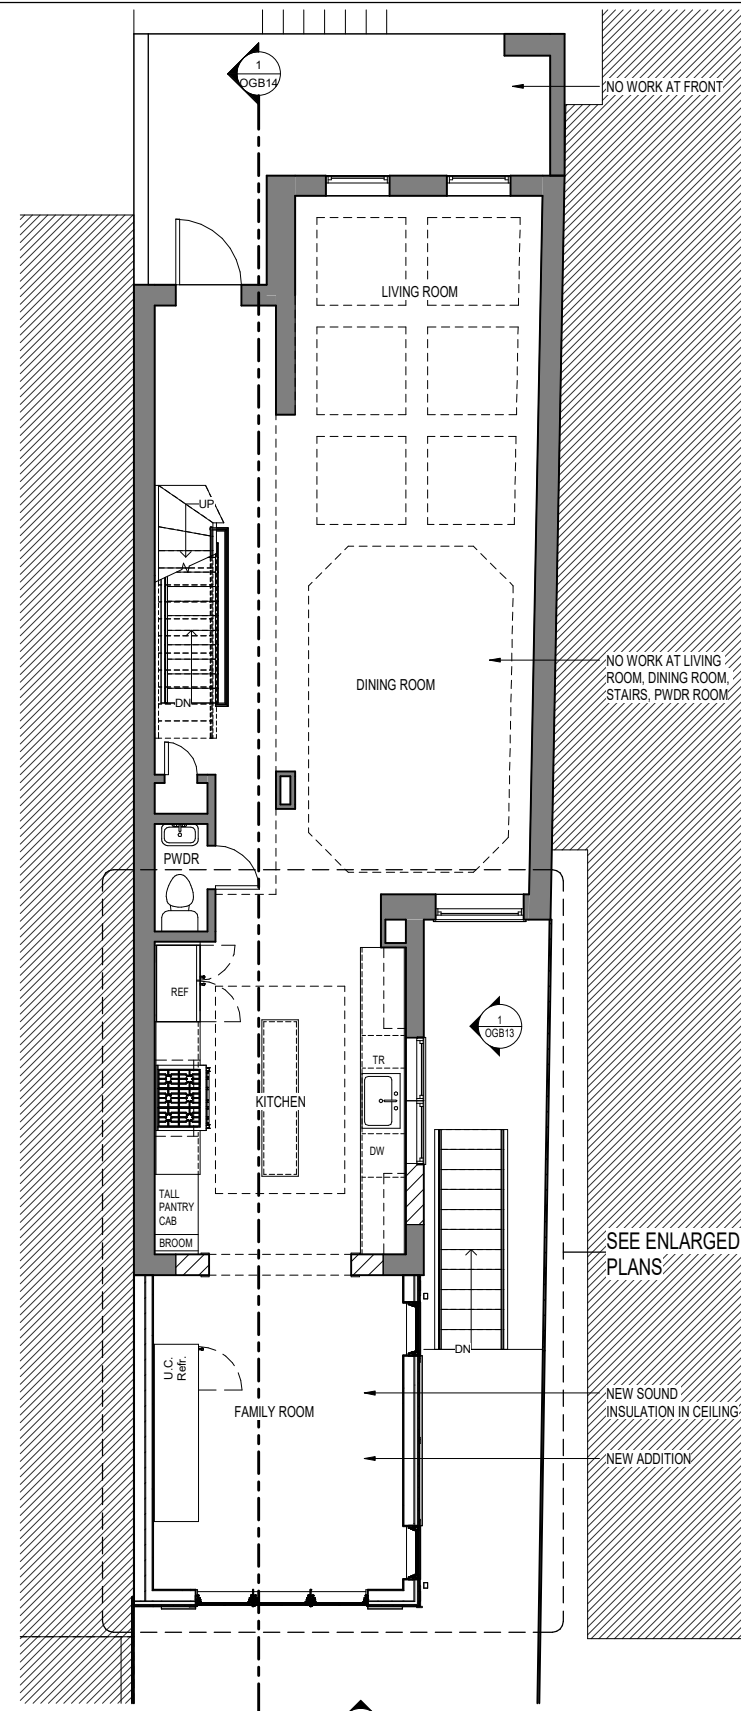 1
OGB14
NO WORK AT FRONT
LIVING ROOM
UP
NO WORK AT LIVING
ROOM, DINING ROOM,
STAIRS, PWDR ROOM
DINING ROOM
DN
PWDR
REF
1
OGB13
TR
KITCHEN
DW
TALL
PANTRY
CAB
BROOM
SEE ENLARGED
PLANS
DN
U.C.
Refr.
NEW SOUND
INSULATION IN CEILING
FAMILY ROOM
NEW ADDITION